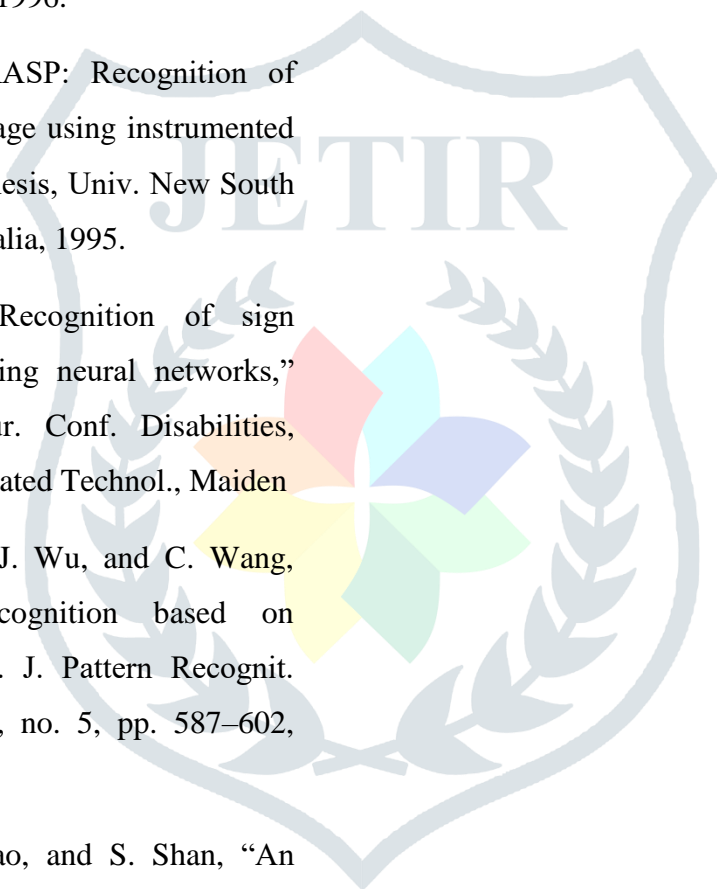 1996.
ASP: Recognition of
age using instrumented
esis, Univ. New South
alia, 1995.
JETIR
Recognition of sign
ing neural networks,”
ur. Conf. Disabilities,
ated Technol., Maiden
J. Wu, and C. Wang,
cognition based on
. J. Pattern Recognit.
, no. 5, pp. 587–602,
ao, and S. Shan, “An